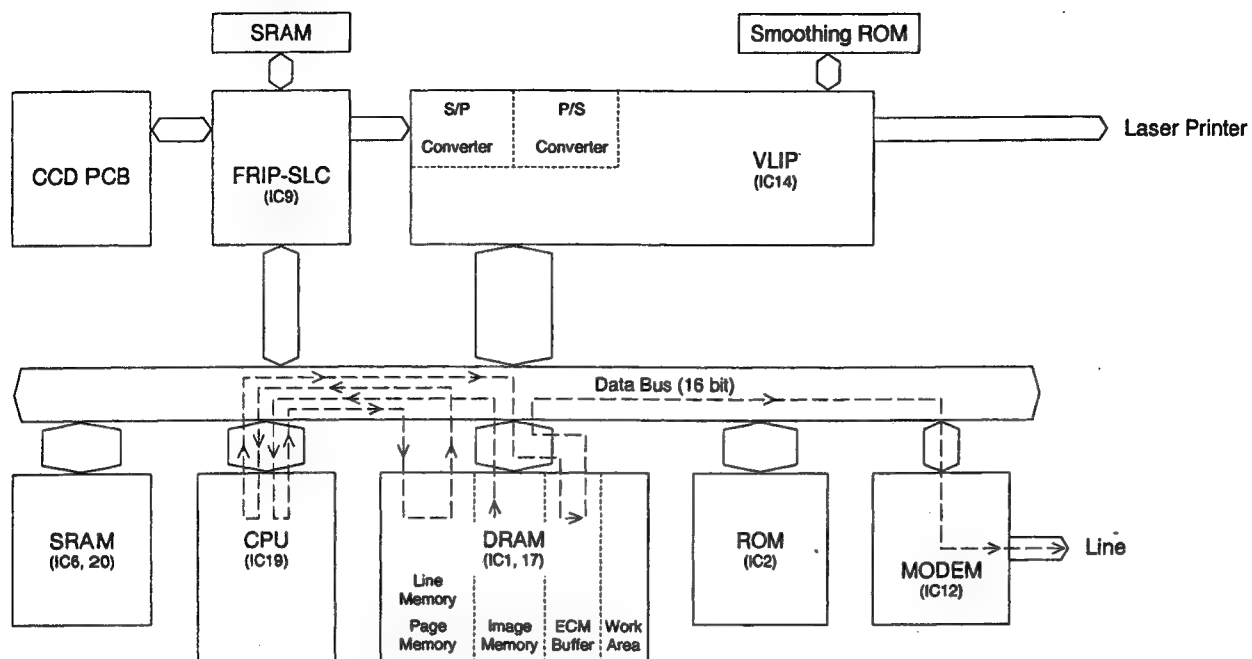 SRAM
Smoothing ROM
CCD PCB
FRIP-SLC
(IC9)
S/P
Converter
P/S
Converter
VLIP
(IC14)
Laser Printer
Data Bus (16 bit)
SRAM
(IC6, 20)
CPU
(IC19)
DRAM
(IC1, 17)
Line
Memory
Page
Memory
Image
Memory
ECM
Buffer
Work
Area
ROM
(IC2)
MODEM
(IC12)
Line